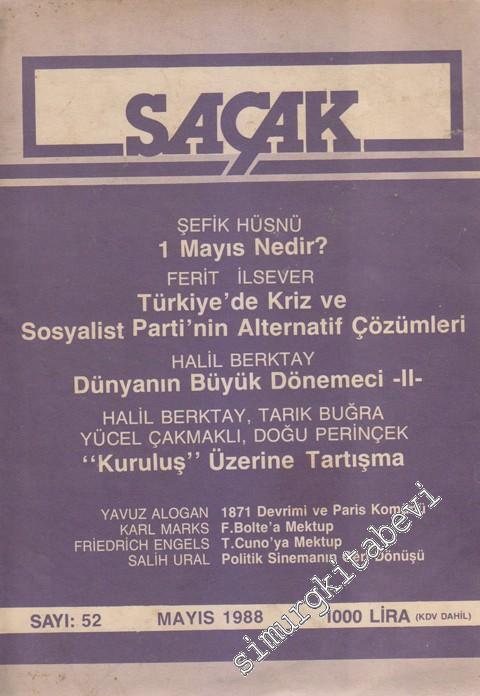 SAÇAK
ŞEFİK HÜSNÜ
1 Mayıs Nedir?
FERİT İLSEVER
Türkiye'de Kriz ve
Sosyalist Parti'nin Alternatif Çözümleri
HALİL BERKTAY
Dünyanın Büyük Dönemeci -II-
HALİL BERKTAY, TARIK BUĞRA
YÜCEL ÇAKMAKLI, DOĞU PERİNÇEK
"Kuruluş" Üzerine Tartışma
YAVUZ ALOGAN 1871 Devrimi ve Paris
KARL MARKS F.Bolte'a Mektup
FRİEDRİCH ENGELS T.Cuno'ya Mektup
SALİH URAL Politik Sinemanın Dönüşü
SAYI: 52 MAYIS 1988 1000 LİRA (KDV DAHİL)
simurgkitabevi